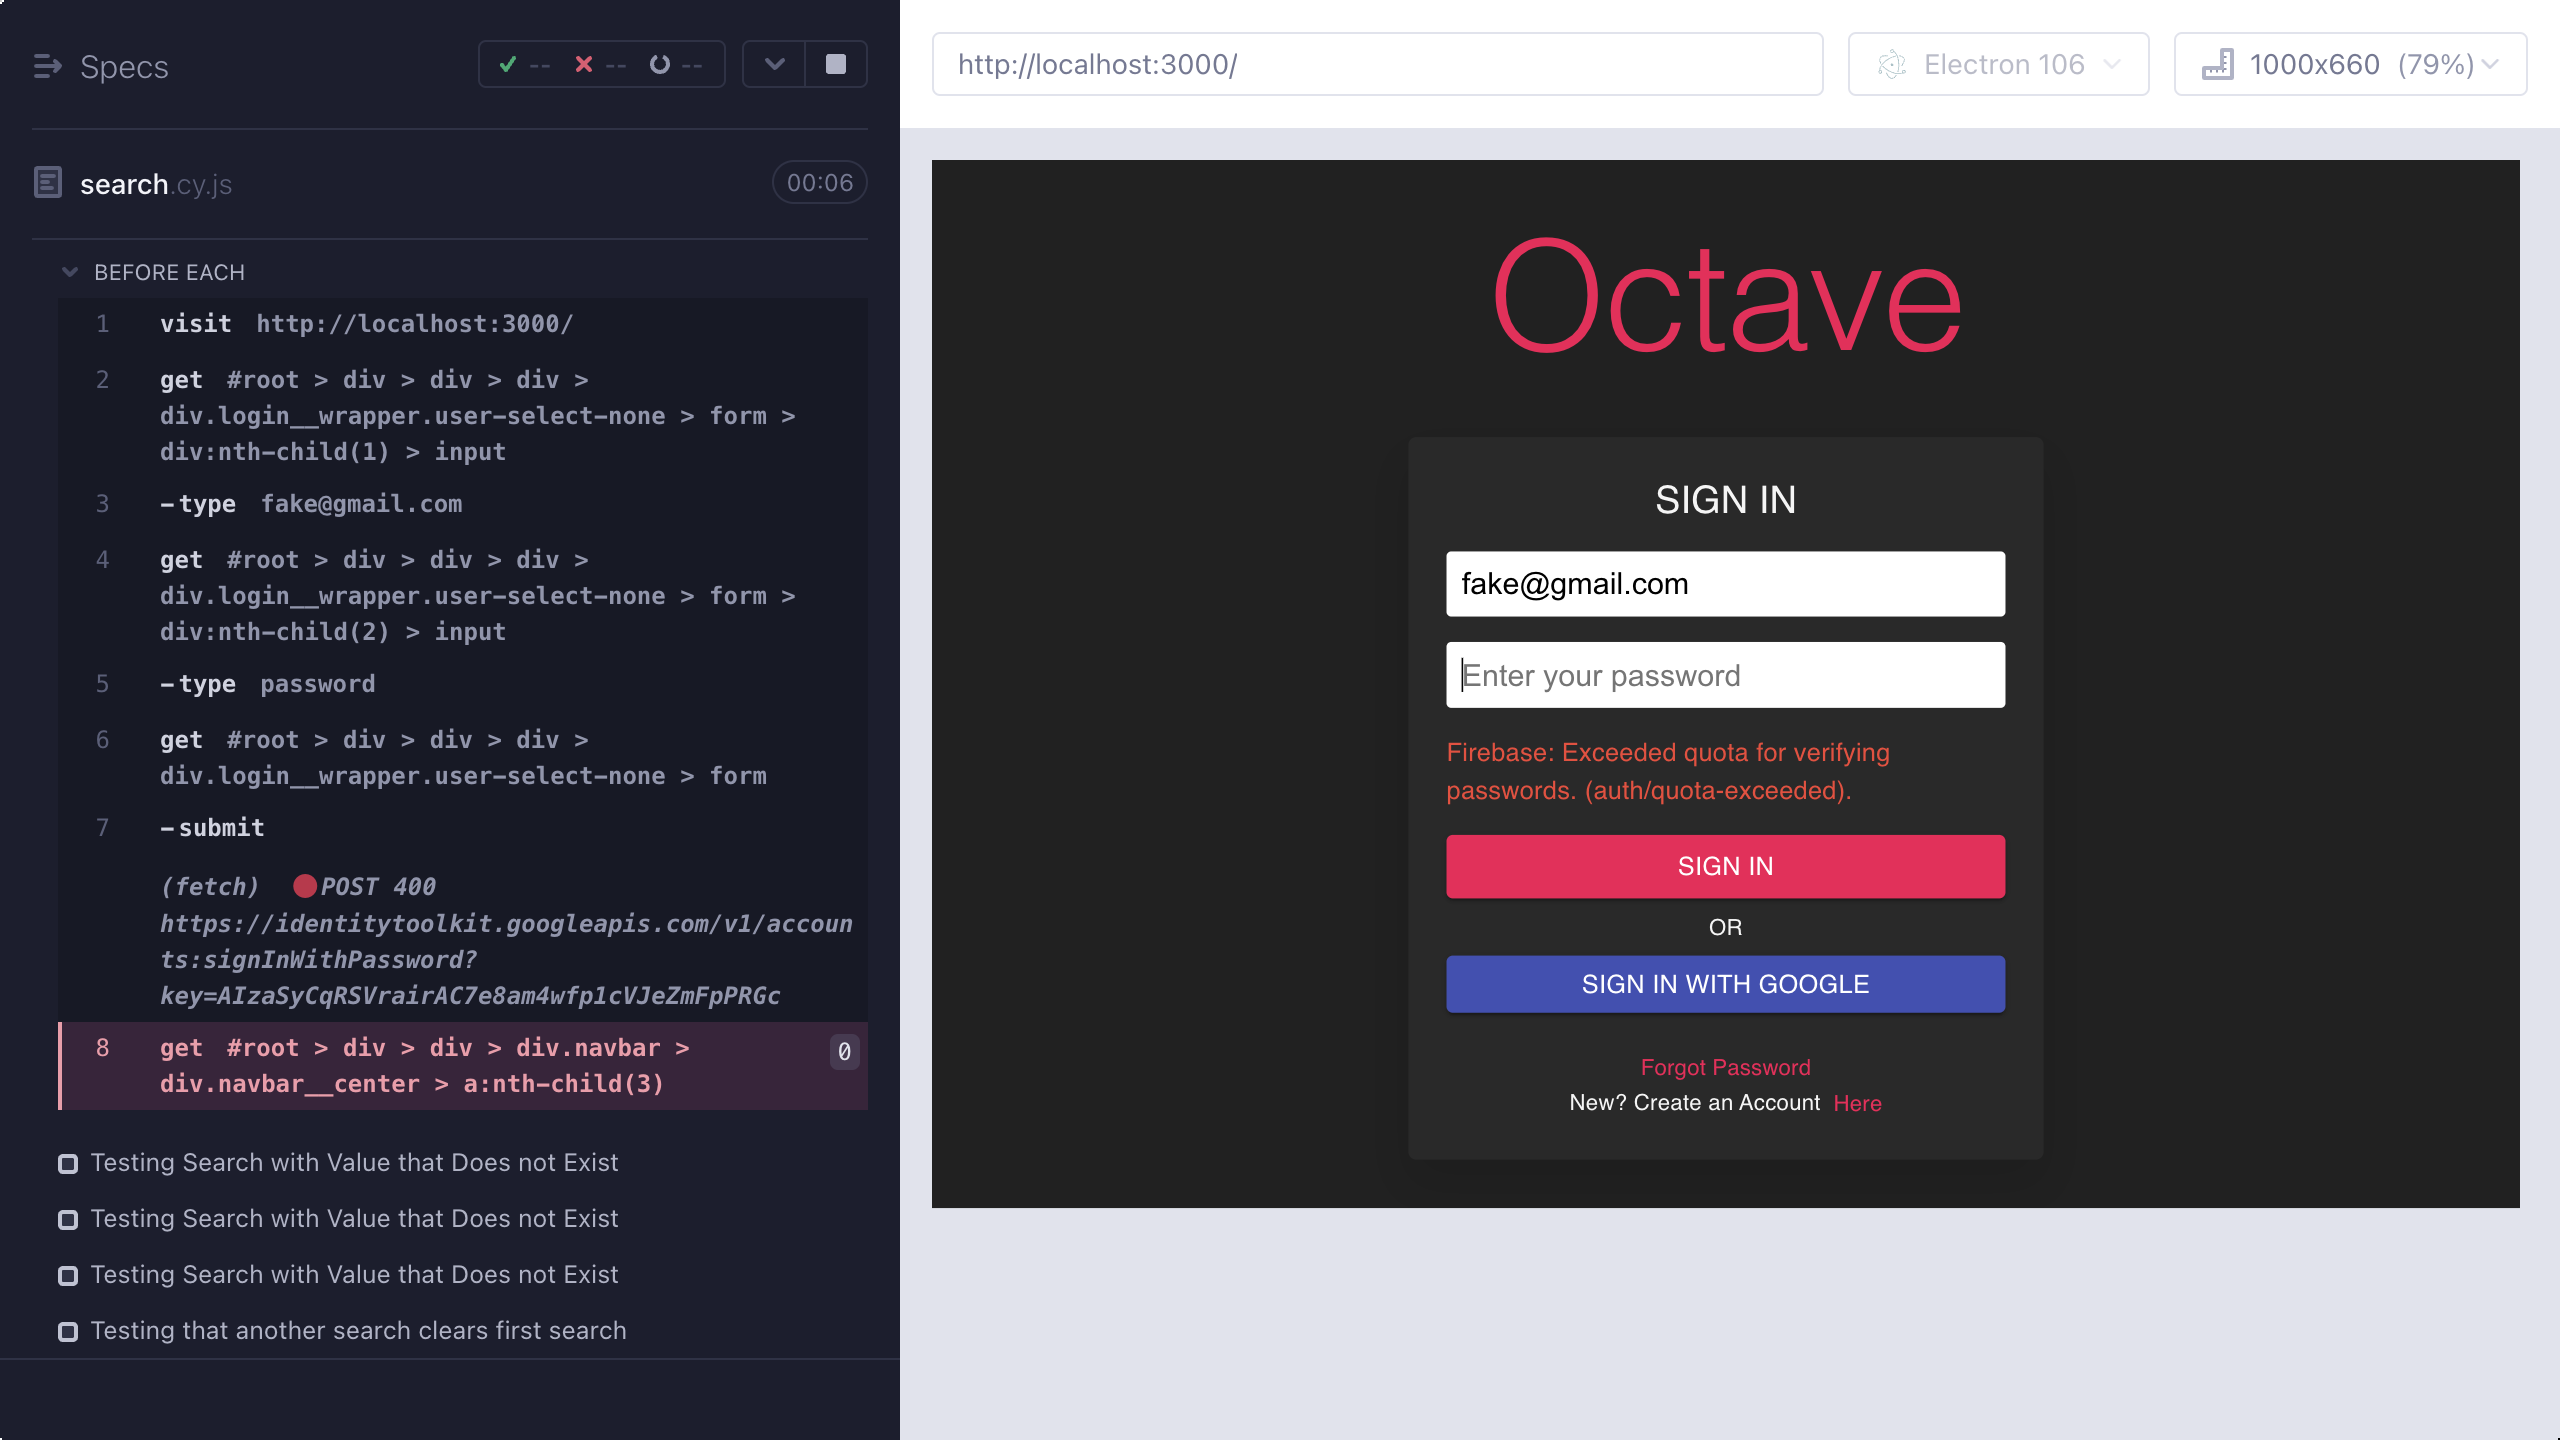 Specs
-- -- --
search.cy.js
00:06
BEFORE EACH
1 visit http://localhost:3000/
2 get #root > div > div > div >
div.login__wrapper.user-select-none > form >
div:nth-child(1) > input
3 -type fake@gmail.com
4 get #root > div > div > div >
div.login__wrapper.user-select-none > form >
div:nth-child(2) > input
5 -type password
6 get #root > div > div > div >
div.login__wrapper.user-select-none > form
7 -submit
(fetch) POST 400
https://identitytoolkit.googleapis.com/v1/accoun
ts:signInWithPassword?
key=AIzaSyCqRSVrairAC7e8am4wfp1cVJeZmFpPRGc
8 get #root > div > div > div.navbar >
div.navbar__center > a:nth-child(3)
0
Testing Search with Value that Does not Exist
Testing Search with Value that Does not Exist
Testing Search with Value that Does not Exist
Testing that another search clears first search
http://localhost:3000/
Electron 106
1000x660 (79%)
Octave
SIGN IN
fake@gmail.com
Enter your password
Firebase: Exceeded quota for verifying
passwords. (auth/quota-exceeded).
SIGN IN
OR
SIGN IN WITH GOOGLE
Forgot Password
New? Create an Account Here